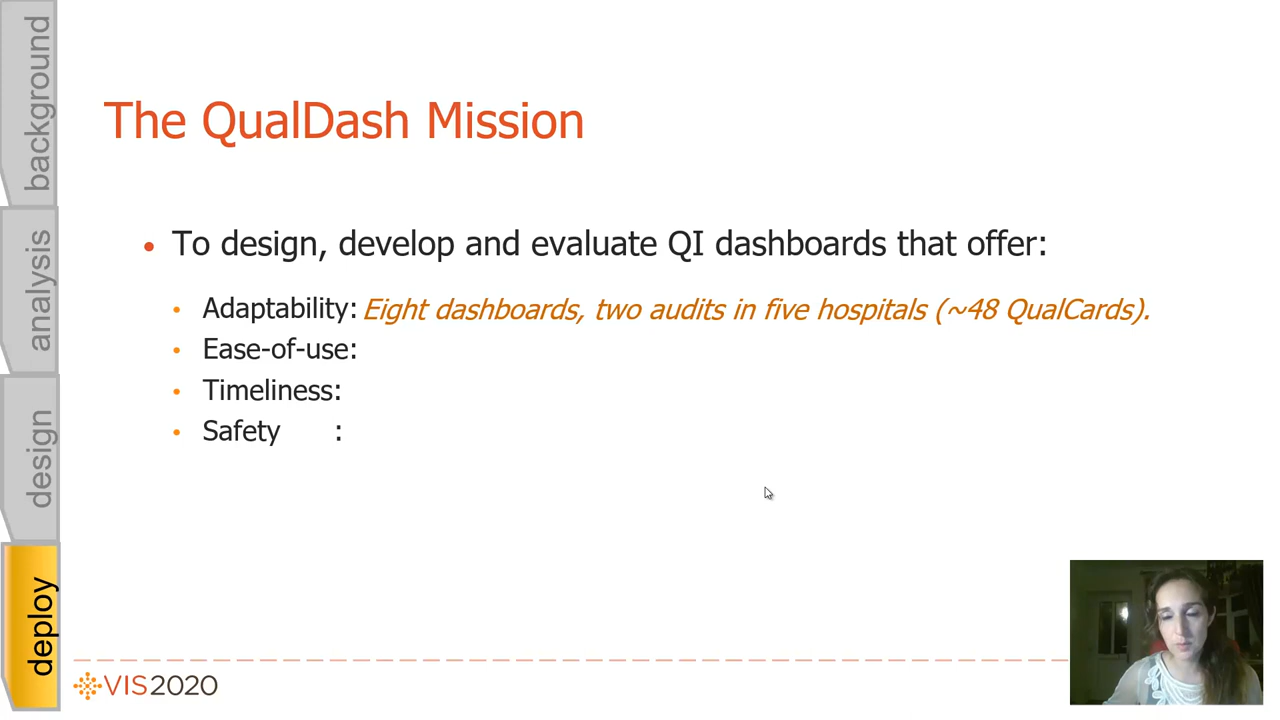 background
analysis
design
deploy
The QualDash Mission
• To design, develop and evaluate QI dashboards that offer:
• Adaptability: Eight dashboards, two audits in five hospitals (~48 QualCards).
• Ease-of-use:
• Timeliness:
• Safety :
VIS2020